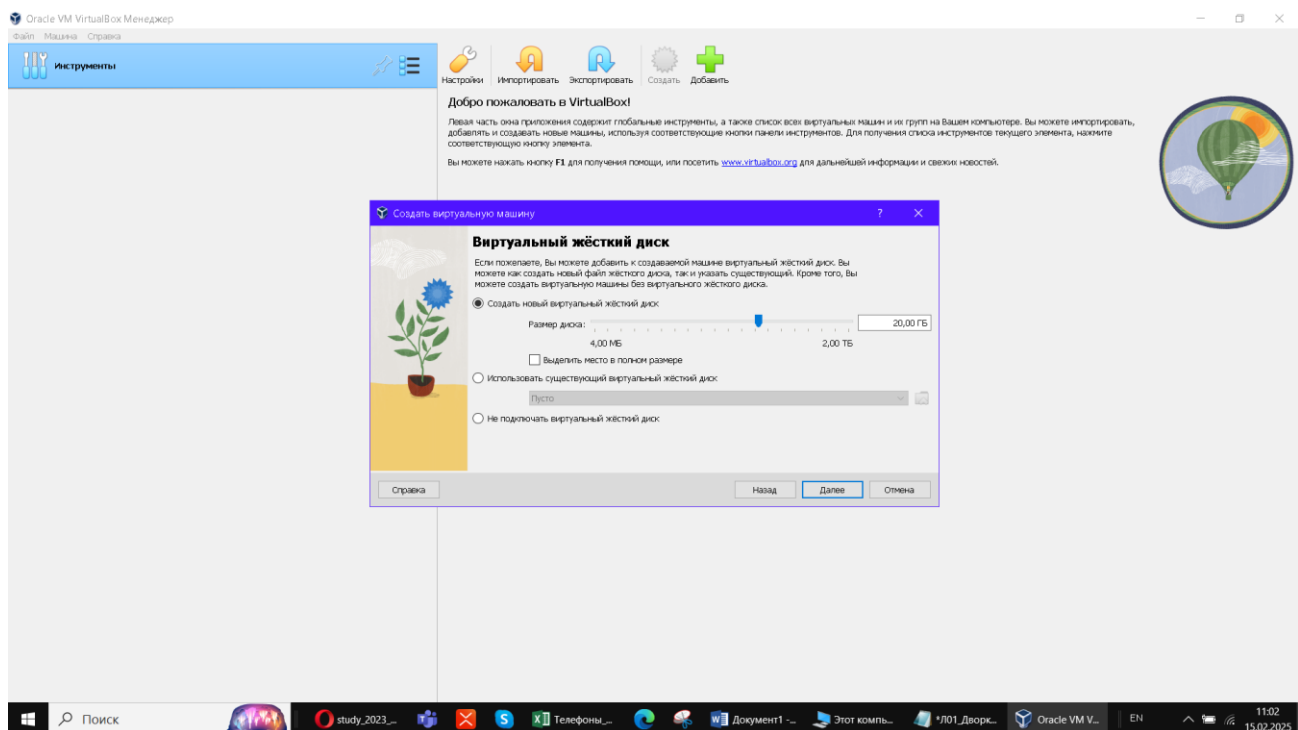 Oracle VM VirtualBox Менеджер
Файл Машина Справка
Инструменты
Настройки Импортировать Экспортировать Создать Добавить
Добро пожаловать в VirtualBox!
Левая часть окна приложения содержит глобальные инструменты, а также список всех виртуальных машин и их групп на Вашем компьютере. Вы можете импортировать,
добавлять и создавать новые машины, используя соответствующие кнопки панели инструментов. Для получения списка инструментов текущего элемента, нажмите
соответствующую кнопку элемента.
Вы можете нажать кнопку F1 для получения помощи, или посетить www.virtualbox.org для дальнейшей информации и свежих новостей.
Создать виртуальную машину
Виртуальный жёсткий диск
Если пожелаете, Вы можете добавить к создаваемой машине виртуальный жёсткий диск. Вы
можете как создать новый файл жёсткого диска, так и указать существующий. Кроме того, Вы
можете создать виртуальную машины без виртуального жёсткого диска.
Создать новый виртуальный жёсткий диск
Размер диска: 20,00 ГБ
4,00 МБ 2,00 ТБ
Выделить место в полном размере
Использовать существующий виртуальный жёсткий диск
Пусто
Не подключать виртуальный жёсткий диск
Справка Назад Далее Отмена
Поиск study_2023_... Телефоны_... Документ1 -... Этот компь... *Л01_Дворк... Oracle VM V... EN 11:02
15.02.2025